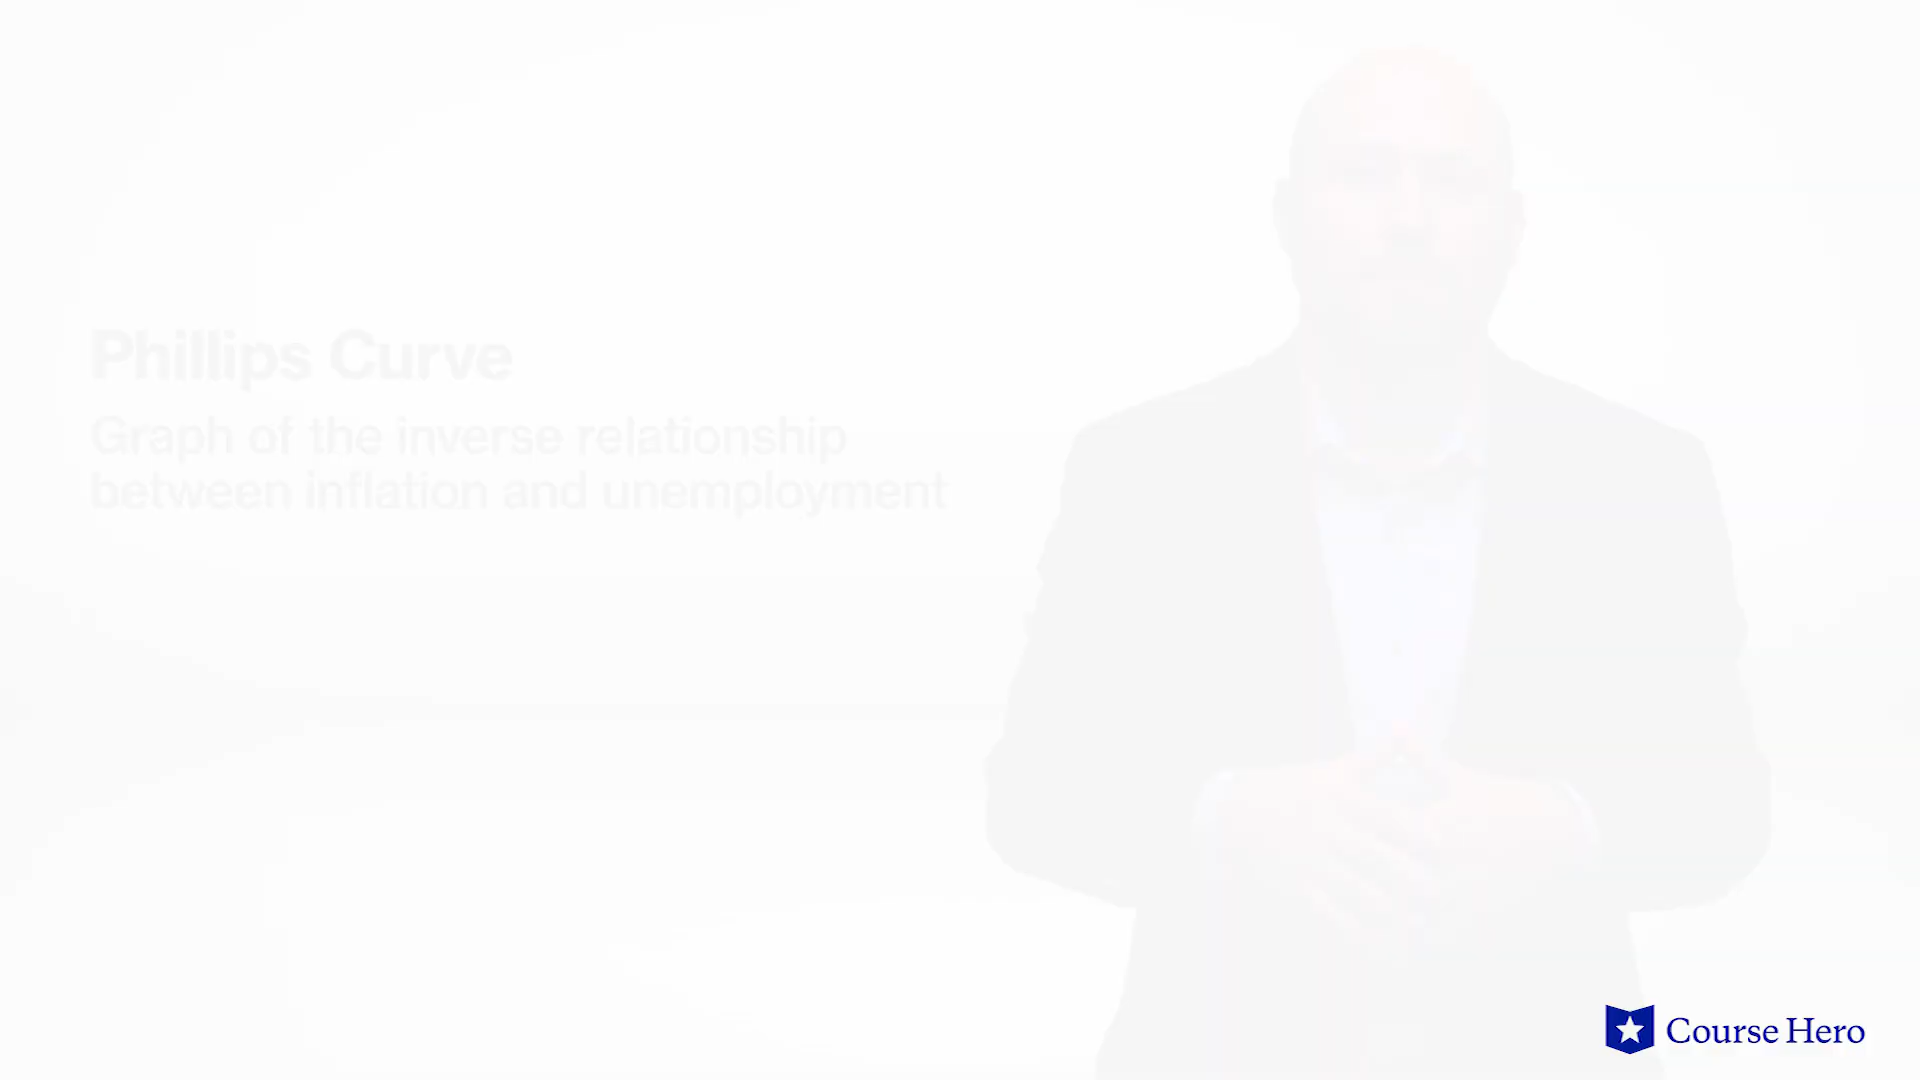 Phillips Curve
Graph of the inverse relationship
between inflation and unemployment
Course Hero